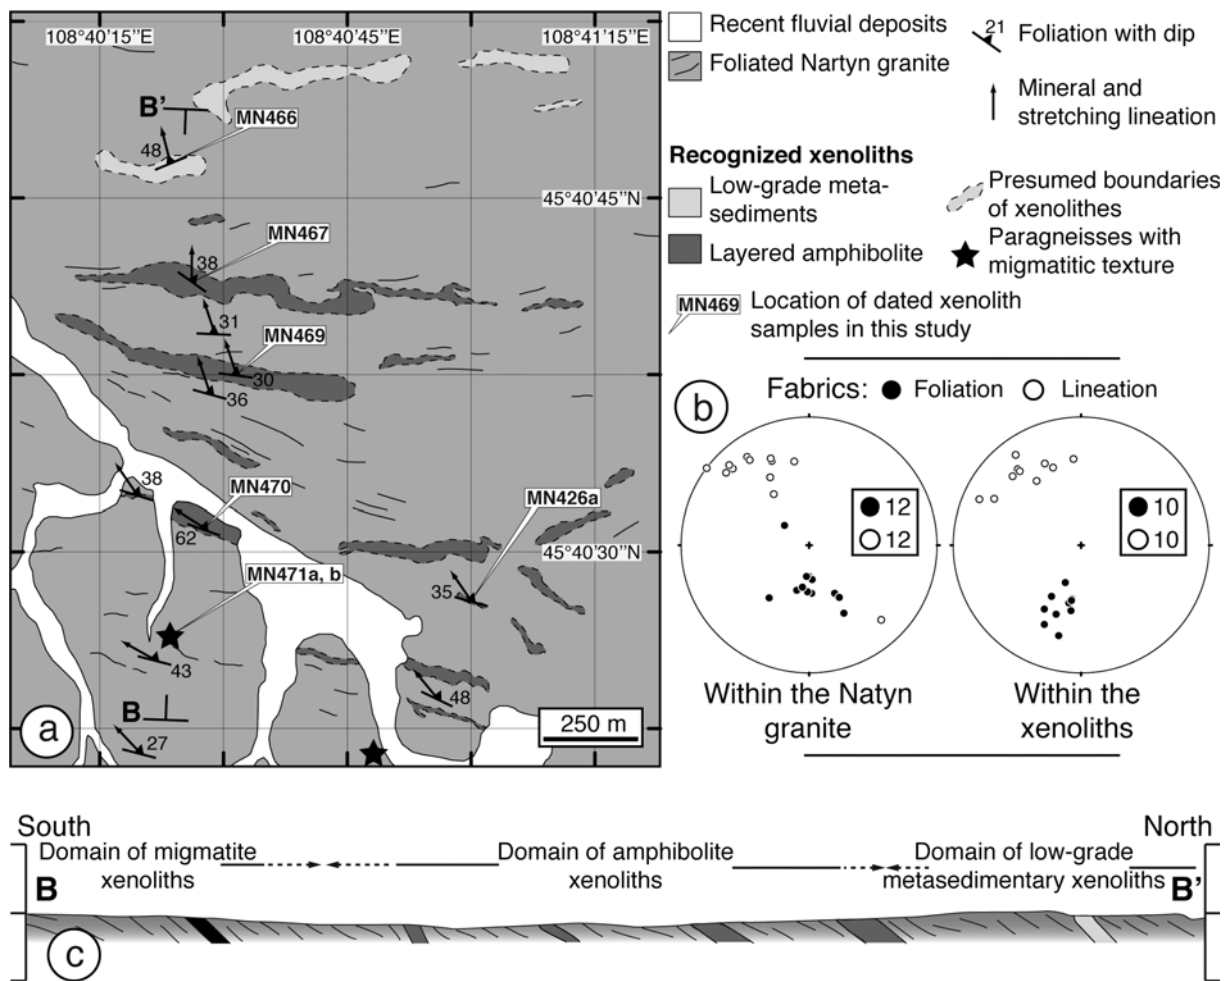 108°40'15"E
108°40'45"E
108°41'15"E
B'
MN466
48
45°40'45"N
MN467
38
31
MN469
30
36
38
MN470
62
MN426a
45°40'30"N
35
MN471a, b
43
48
B
27
a
250 m
Recent fluvial deposits
Foliated Nartyn granite
21
Foliation with dip
Mineral and
stretching lineation
Recognized xenoliths
Low-grade meta-
sediments
Layered amphibolite
Presumed boundaries
of xenolithes
Paragneisses with
migmatitic texture
MN469
Location of dated xenolith
samples in this study
b
Fabrics: Foliation Lineation
12
12
10
10
Within the Natyn
granite
Within the
xenoliths
South
North
Domain of migmatite
xenoliths
Domain of amphibolite
xenoliths
Domain of low-grade
metasedimentary xenoliths
B
B'
c